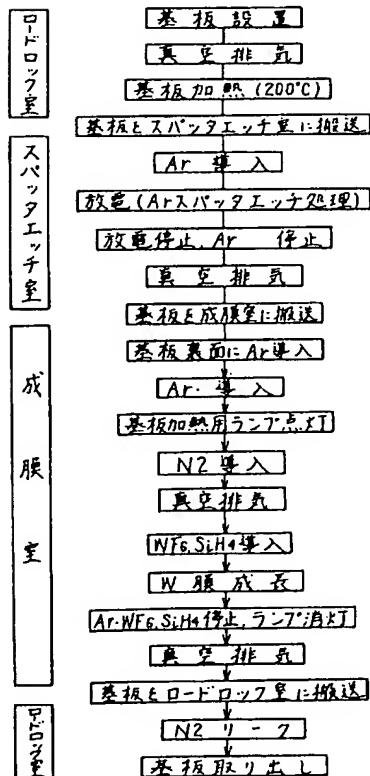 ロードロック室
基板設置
真空排気
基板加熱(200℃)
基板をスパッタエッチ室に搬送
スパッタエッチ室
Ar 導入
放電(Arスパッタエッチ処理)
放電停止,Ar 停止
真空排気
基板を成膜室に搬送
成膜室
基板裏面にAr導入
Ar・導入
基板加熱用ランプ点灯
N2導入
真空排気
WF6,SiH4導入
W膜成長
Ar・WF6,SiH4停止,ランプ消灯
真空排気
基板をロードロック室に搬送
ロードロック室
N2リーク
基板取り出し